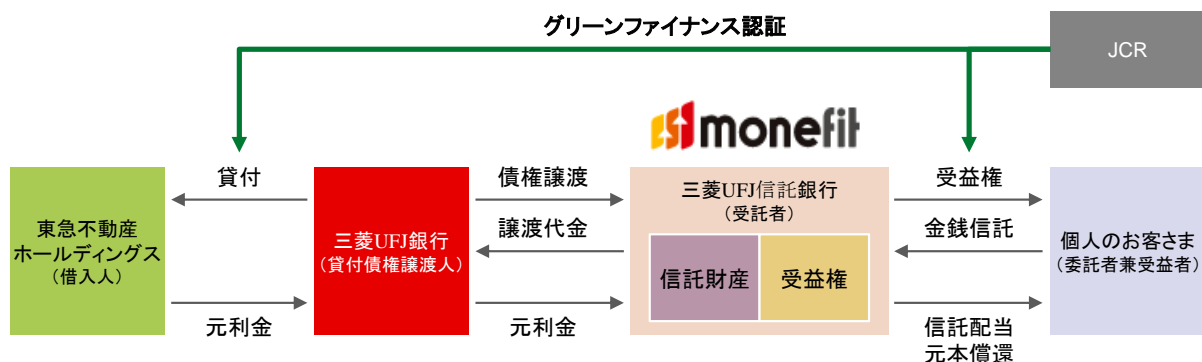 グリーンファイナンス認証
JCR
monefit
貸付
債権譲渡
受益権
東急不動産
ホールディングス
（借入人）
三菱UFJ銀行
（貸付債権譲渡人）
譲渡代金
三菱UFJ信託銀行
（受託者）
信託財産
受益権
金銭信託
個人のお客さま
（委託者兼受益者）
元利金
元利金
信託配当
元本償還